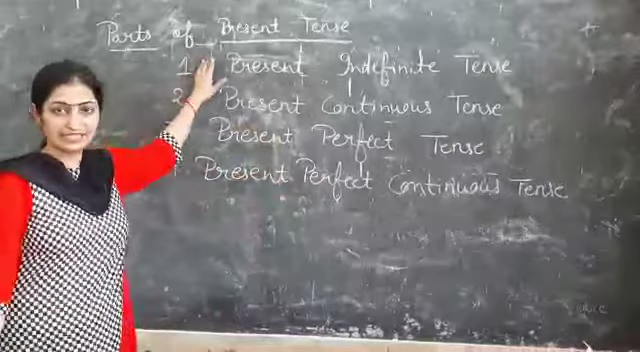 Parts of Present Tense
1 Present Indefinite Tense
2 Present Continuous Tense
Present Perfect Tense
Present Perfect Continuous Tense